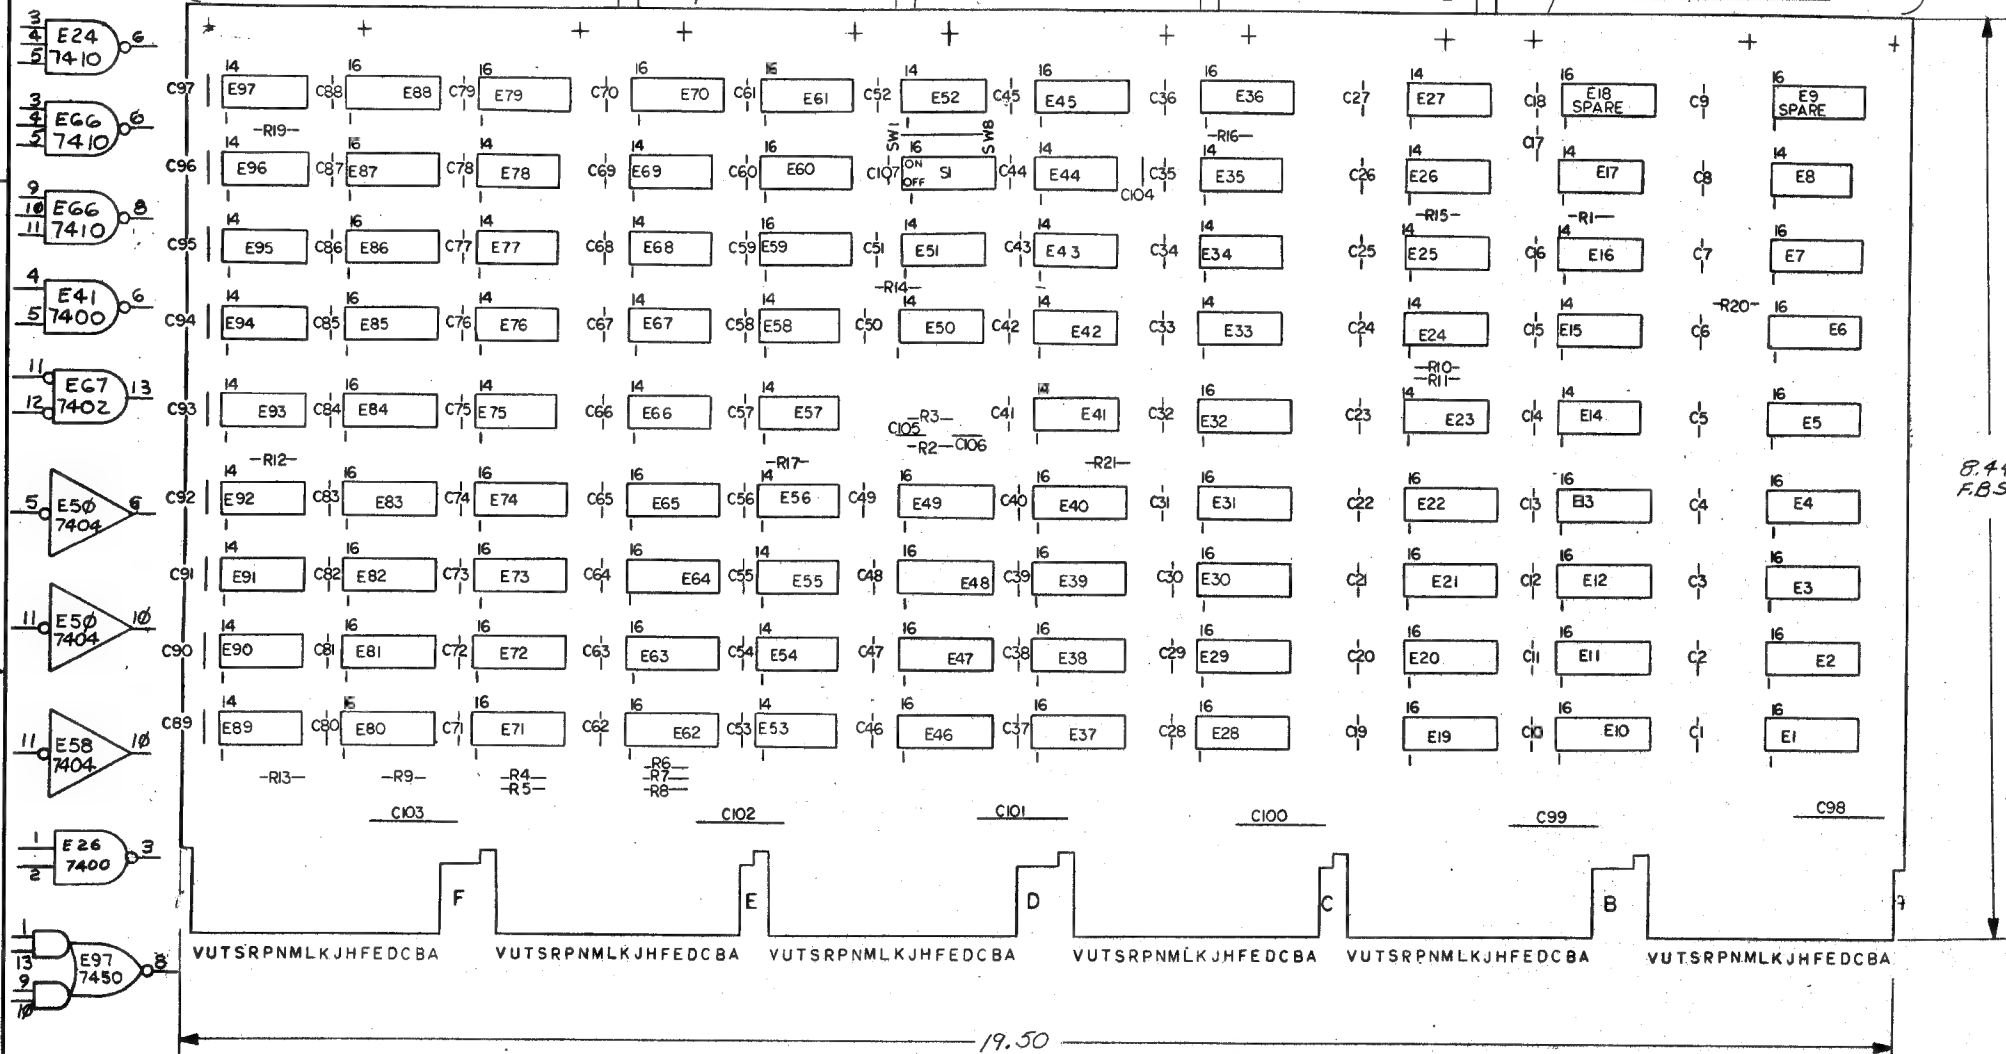 3
4 E24 6
5 7410
3
4 E66 6
5 7410
9
10 E66 8
11 7410
4 E41 6
5 7400
11 E67 13
12 7402
5 E5Ø 6
7404
11 E5Ø 1Ø
7404
11 E58 1Ø
7404
1 E26 3
2 7400
1
13 E97 8
9 7450
1Ø
14 16 16 16 16 14 16 16 14 16 16
C97 E97 C88 E88 C79 E79 C70 E70 C61 E61 C52 E52 C45 E45 C36 E36 C27 E27 C18 E18 SPARE C9 E9 SPARE
-R19- SW1 SW8 -R16- C17
14 16 14 14 16 16 14 14 14 14 14
C96 E96 C87 E87 C78 E78 C69 E69 C60 E60 C107 ON OFF S1 C44 E44 C104 C35 E35 C26 E26 E17 C8 E8
-R15- -R1-
14 16 14 14 16 14 14 14 14 14 16
C95 E95 C86 E86 C77 E77 C68 E68 C59 E59 C51 E51 C43 E43 C34 E34 C25 E25 C16 E16 C7 E7
-R14- -R20-
14 16 14 14 14 14 14 14 14 14 16
C94 E94 C85 E85 C76 E76 C67 E67 C58 E58 C50 E50 C42 E42 C33 E33 C24 E24 C15 E15 C6 E6
-R10-
-R11-
14 16 14 14 14 14 16 14 14 16
C93 E93 C84 E84 C75 E75 C66 E66 C57 E57 C105 -R3- -R2- C106 C41 E41 C32 E32 C23 E23 C14 E14 C5 E5
-R12- -R17- -R21-
14 16 16 16 14 16 16 16 16 16 16
C92 E92 C83 E83 C74 E74 C65 E65 C56 E56 C49 E49 C40 E40 C31 E31 C22 E22 C13 E13 C4 E4
14 16 16 16 14 16 16 16 16 16 16
C91 E91 C82 E82 C73 E73 C64 E64 C55 E55 C48 E48 C39 E39 C30 E30 C21 E21 C12 E12 C3 E3
14 16 16 16 14 16 16 16 16 16 16
C90 E90 C81 E81 C72 E72 C63 E63 C54 E54 C47 E47 C38 E38 C29 E29 C20 E20 C11 E11 C2 E2
14 16 16 16 14 16 16 16 16 16 16
C89 E89 C80 E80 C71 E71 C62 E62 C53 E53 C46 E46 C37 E37 C28 E28 C19 E19 C10 E10 C1 E1
-R13- -R9- -R4- -R6-
-R5- -R7-
-R8-
C103 C102 C101 C100 C99 C98
F E D C B
VUTSRPNMLKJHFEDCBA VUTSRPNMLKJHFEDCBA VUTSRPNMLKJHFEDCBA VUTSRPNMLKJHFEDCBA VUTSRPNMLKJHFEDCBA VUTSRPNMLKJHFEDCBA
19.50